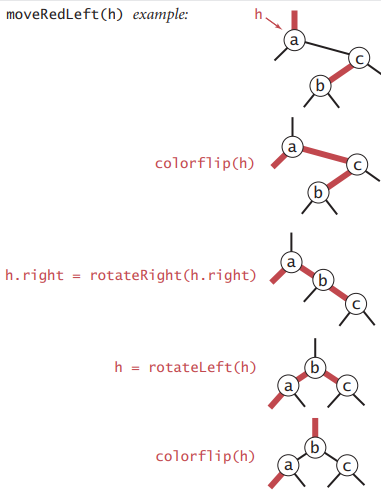 moveRedLeft(h) example:
h
a
c
b
colorflip(h)
a
c
b
h.right = rotateRight(h.right)
a
b
c
h = rotateLeft(h)
b
a
c
colorflip(h)
b
a
c